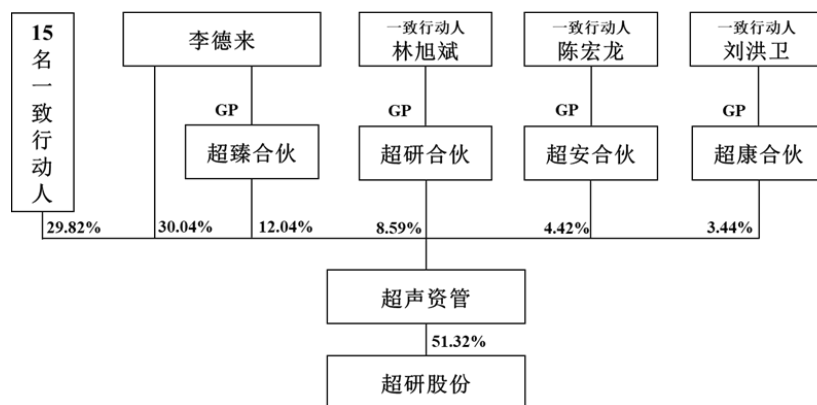 15
名一致行动人
李德来
一致行动人
林旭斌
一致行动人
陈宏龙
一致行动人
刘洪卫
GP
GP
GP
GP
超臻合伙
超研合伙
超安合伙
超康合伙
29.82%
30.04%
12.04%
8.59%
4.42%
3.44%
超声资管
51.32%
超研股份